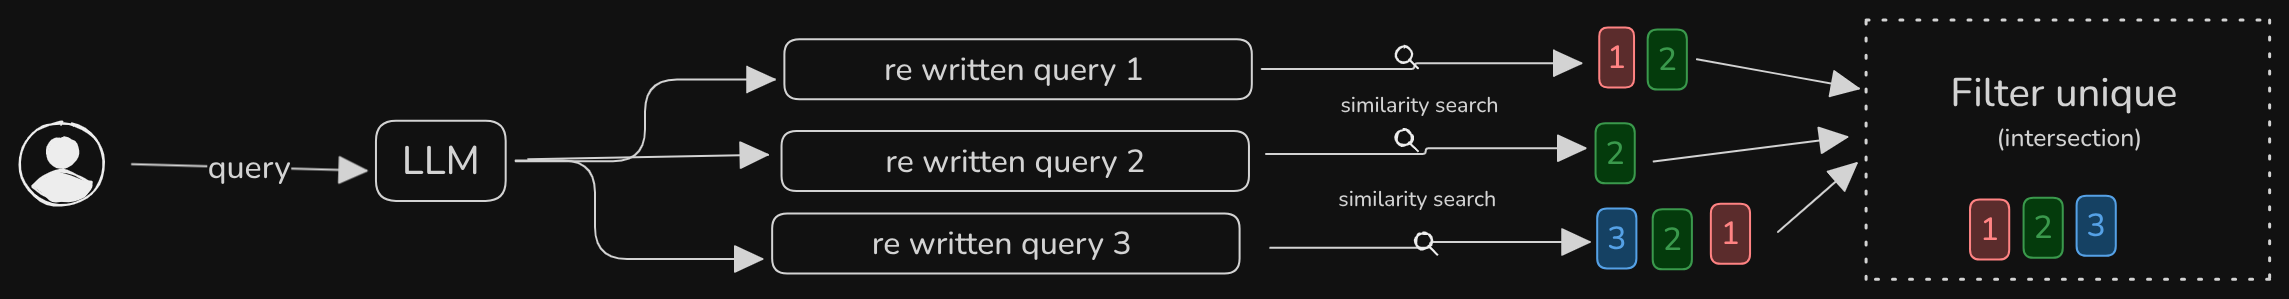 query
LLM
re written query 1
re written query 2
re written query 3
similarity search
similarity search
1 2
2
3 2 1
Filter unique
(intersection)
1 2 3